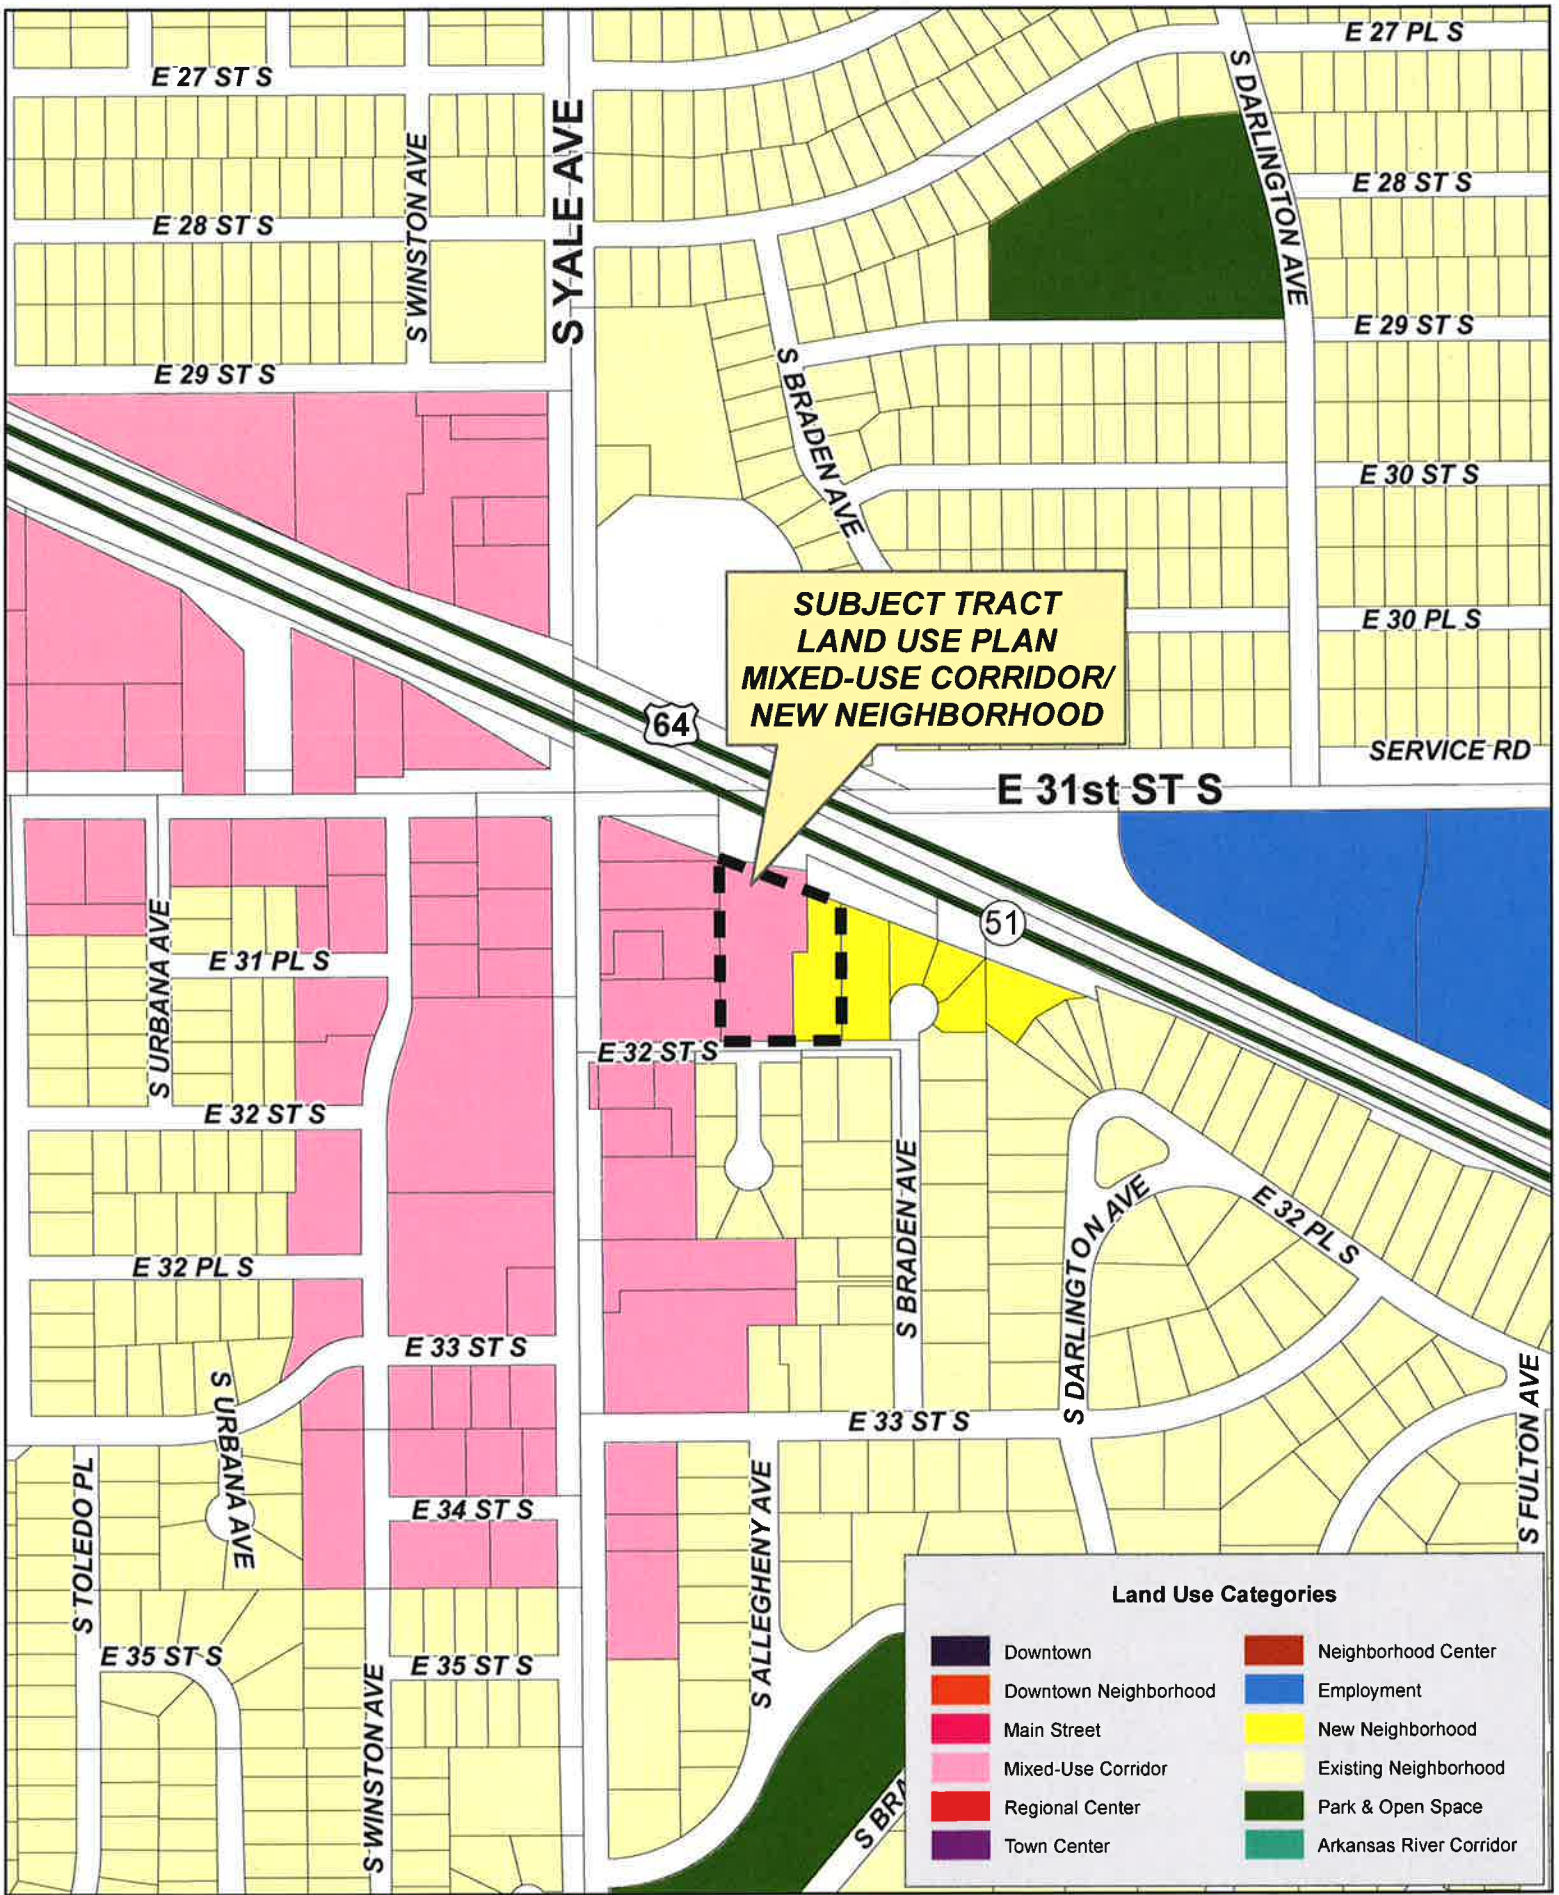 E 27 PL S
E 27 ST S
S DARLINGTON AVE
S YALE AVE
S WINSTON AVE
E 28 ST S
E 28 ST S
E 29 ST S
S BRADEN AVE
E 29 ST S
E 30 ST S
SUBJECT TRACT
LAND USE PLAN
MIXED-USE CORRIDOR/
NEW NEIGHBORHOOD
E 30 PL S
64
SERVICE RD
E 31st ST S
S URBANA AVE
51
E 31 PL S
E 32 ST S
E 32 ST S
S BRADEN AVE
S DARLINGTON AVE
E 32 PL S
E 32 PL S
E 33 ST S
S FULTON AVE
S URBANA AVE
E 33 ST S
S TOLEDO PL
S ALLEGHENY AVE
E 34 ST S
E 35 ST S
E 35 ST S
S WINSTON AVE
S BRA
Land Use Categories
Downtown
Downtown Neighborhood
Main Street
Mixed-Use Corridor
Regional Center
Town Center
Neighborhood Center
Employment
New Neighborhood
Existing Neighborhood
Park & Open Space
Arkansas River Corridor